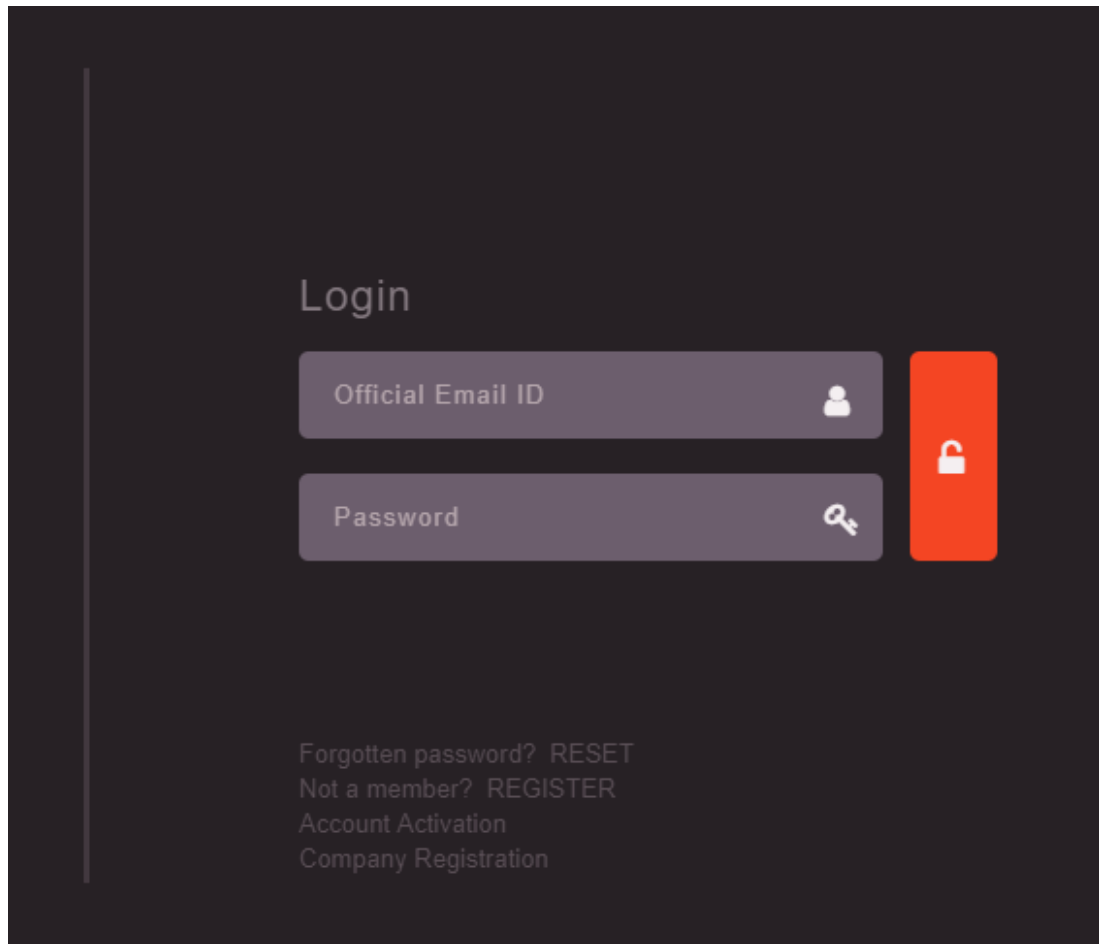 Login
Official Email ID
Password
Forgotten password?  RESET
Not a member?  REGISTER
Account Activation
Company Registration